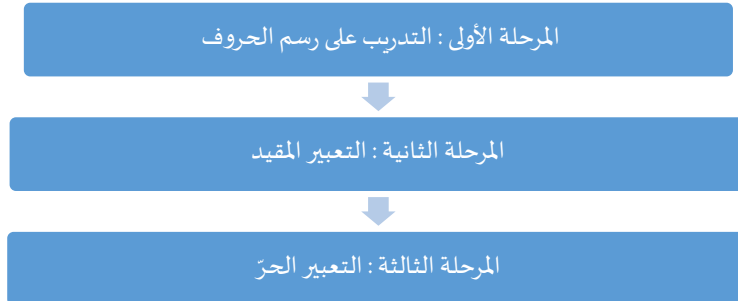 المرحلة الأولى : التدريب على رسم الحروف
المرحلة الثانية : التعبير المقيد
المرحلة الثالثة : التعبير الحرّ